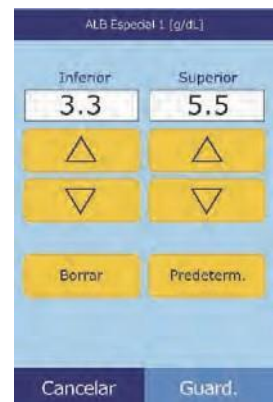 ALB Especial 1 [g/dL]
Inferior Superior
3.3 5.5
Borrar Predeterm.
Cancelar Guard.